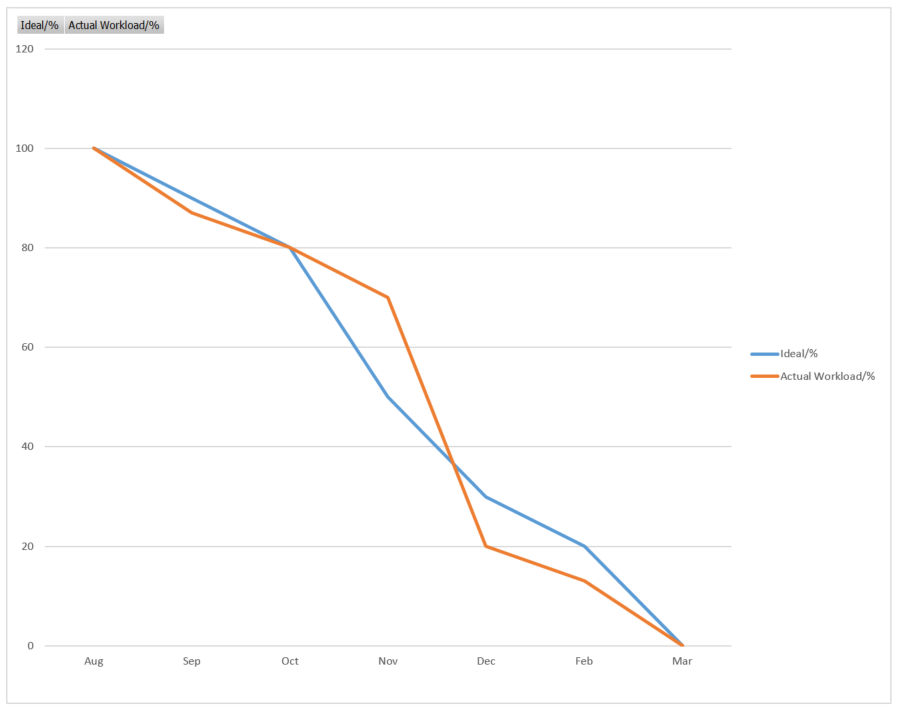 Ideal/% Actual Workload/%
120
100
80
60
40
20
0
Aug Sep Oct Nov Dec Feb Mar
Ideal/%
Actual Workload/%